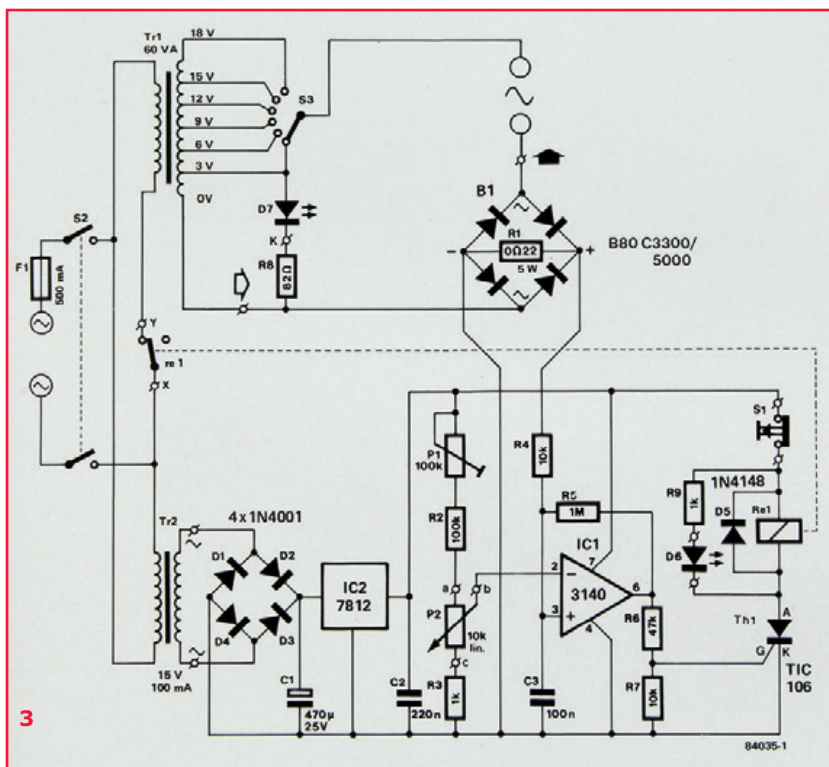 Tr1
60 VA
18 V
15 V
12 V
9 V
6 V
3 V
0V
S3
S2
F1
500 mA
D7
K
R8
82Ω
Y
re 1
X
B1
R1
0Ω22
5 W
−
+
B80 C3300/
5000
Tr2
15 V
100 mA
4x1N4001
D1
D2
D4
D3
IC2
7812
C1
470µ
25V
C2
220n
P1
100k
R2
100k
a
b
P2
10k
lin.
c
R3
1k
R4
10k
R5
1M
IC1
3140
2
3
7
4
6
−
+
C3
100n
R6
47k
R7
10k
S1
1N4148
R9
1k
D5
D6
Re1
Th1
A
G
K
TIC
106
3
84035-1